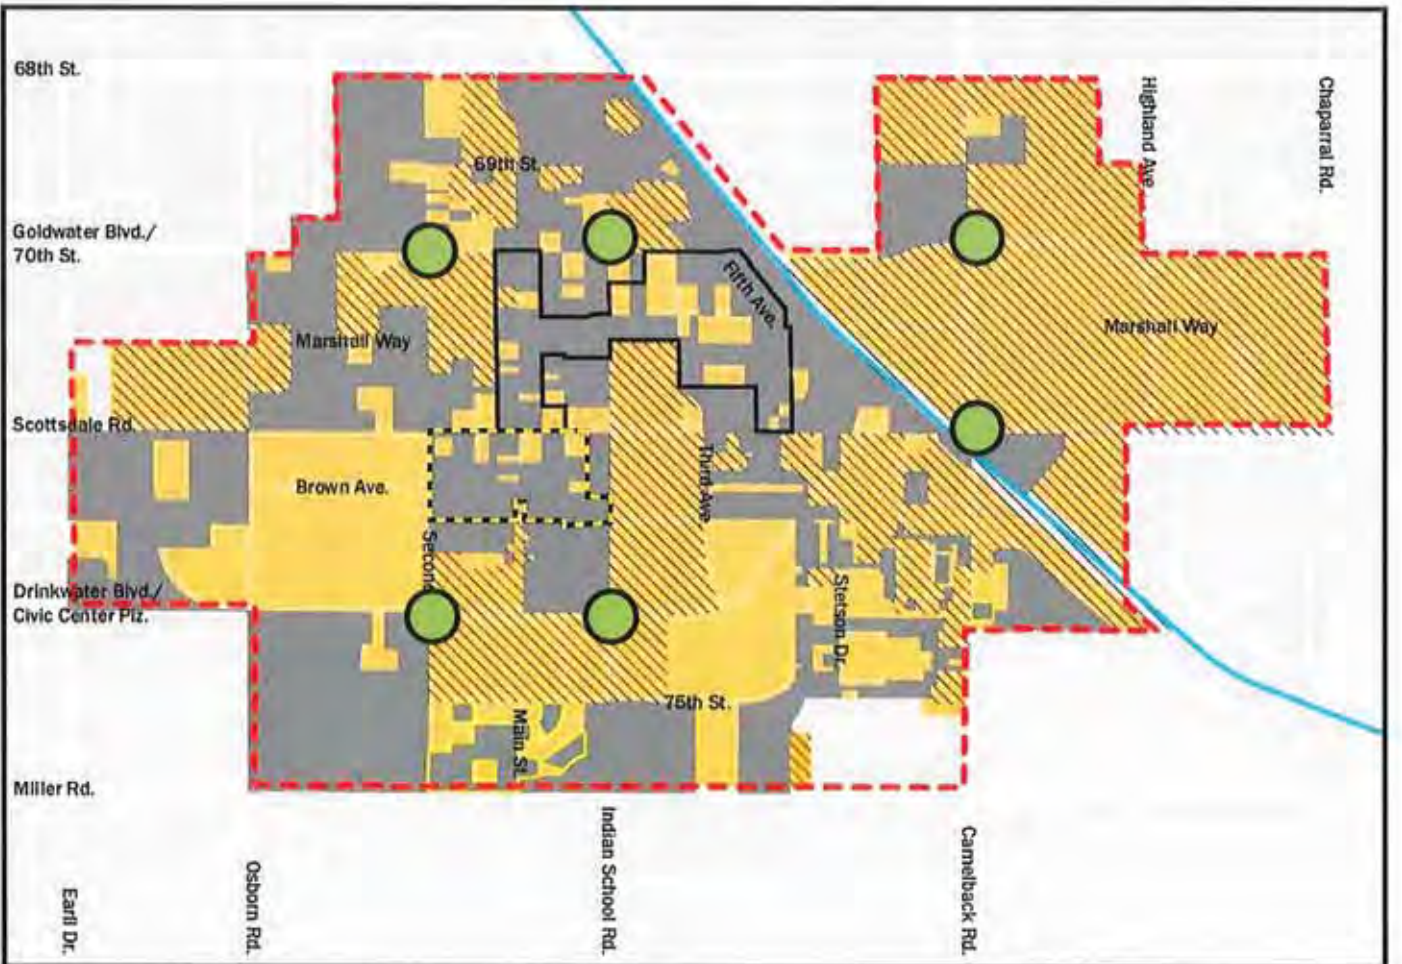 68th St.
Highland Ave.
Chaparral Rd.
69th St.
Goldwater Blvd./
70th St.
Fifth Ave.
Marshall Way
Marshall Way
Scottsdale Rd.
Third Ave.
Brown Ave.
Second
Drinkwater Blvd./
Civic Center Plz.
Stetson Dr.
75th St.
Main St.
Miller Rd.
Indian School Rd.
Camelback Rd.
Osborn Rd.
Earll Dr.